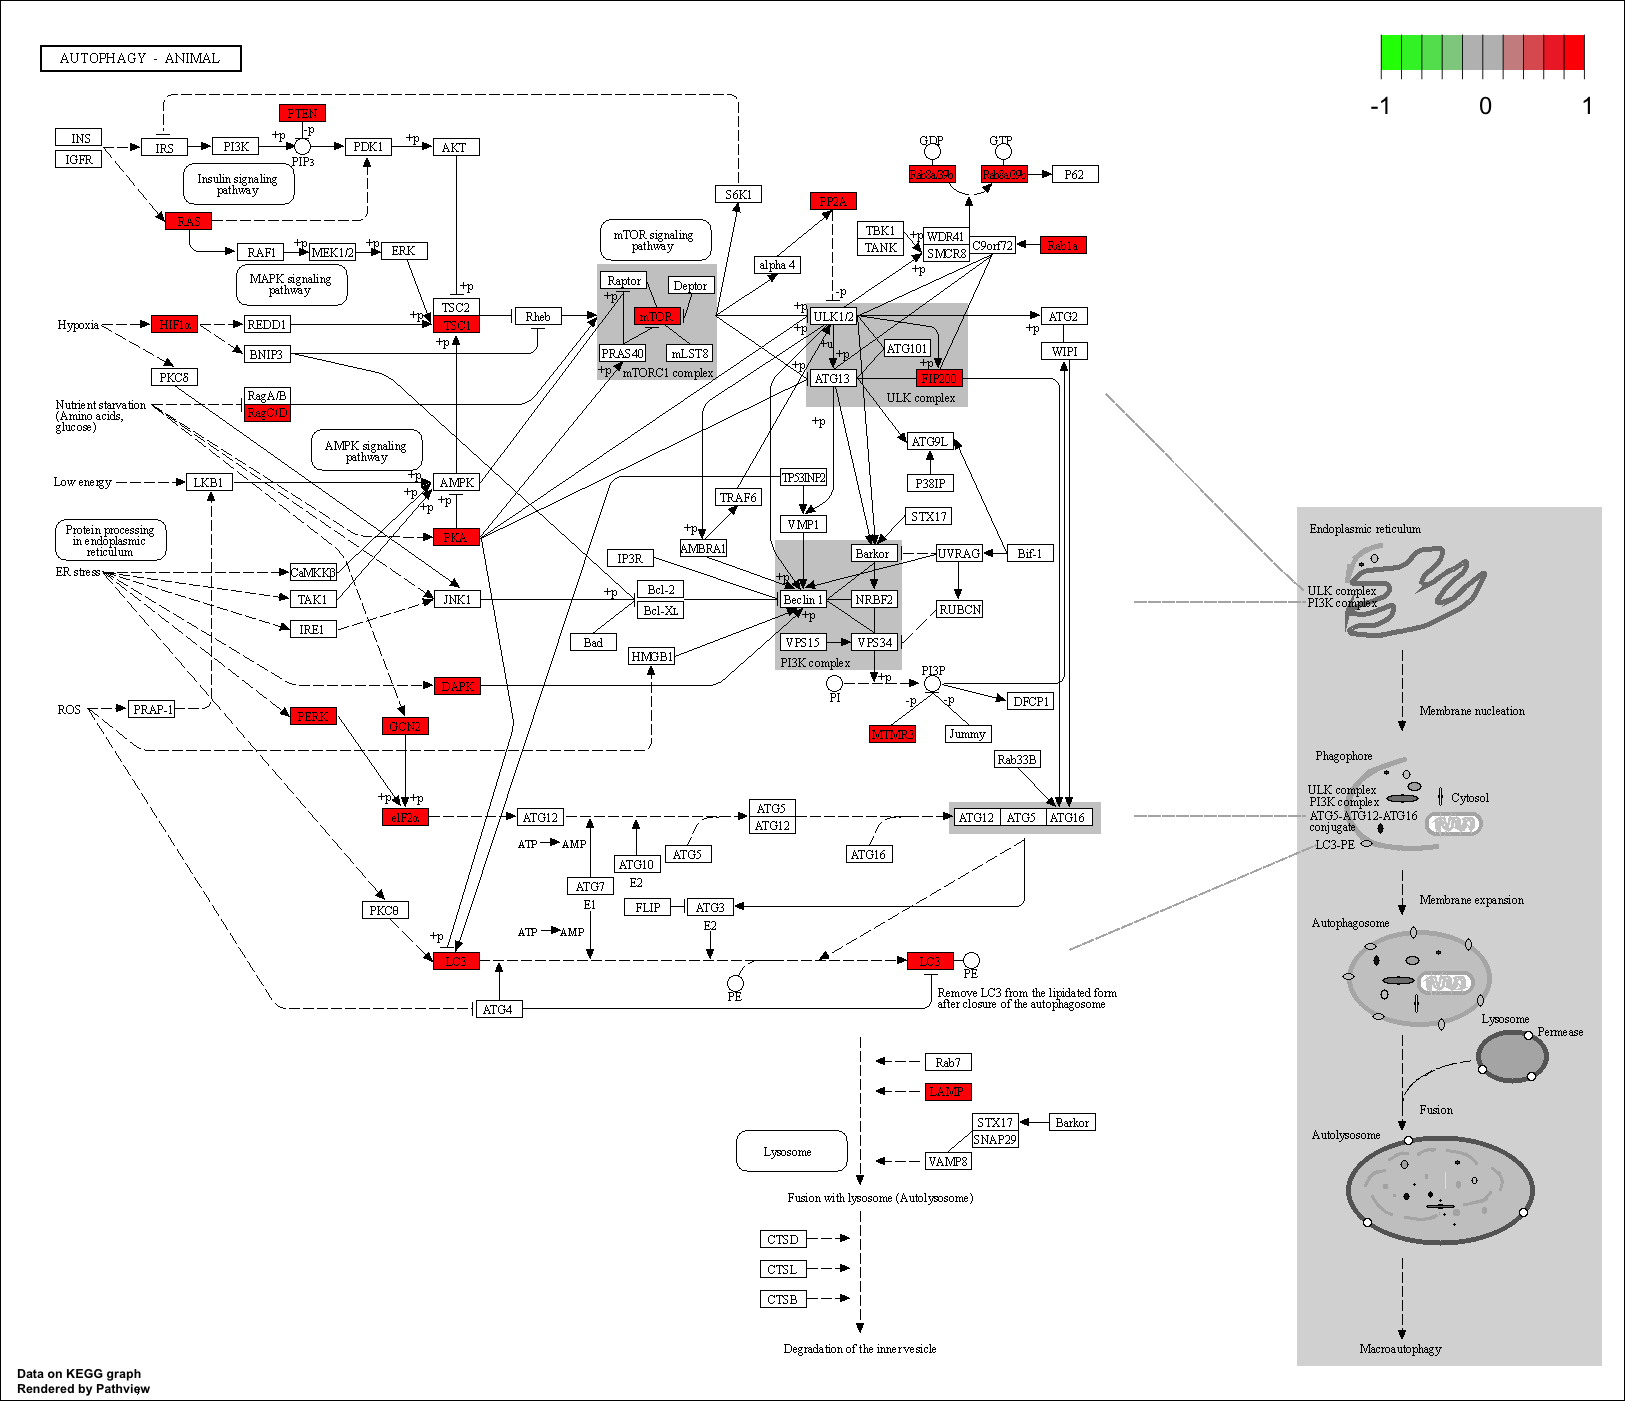 AUTOPHAGY - ANIMAL
-1 0 1
PTEN
INS
IGFR
IRS
PI3K
+p
-p
PIP3
PDK1
+p
AKT
Insulin signaling
pathway
RAS
RAF1
+p
MEK1/2
+p
ERK
MAPK signaling
pathway
mTOR signaling
pathway
S6K1
PP2A
alpha 4
GDP
GTP
Rab8a/39b
Rab8a/39b
P62
TBK1
TANK
+p
WDR41
SMCR8
C9orf72
Rab1a
+p
Hypoxia
HIF1α
REDD1
BNIP3
PKCδ
+p
TSC2
TSC1
+p
Rheb
Raptor
+p
Deptor
mTOR
PRAS40
mLST8
+p
mTORC1 complex
-p
+p
+p
ULK1/2
+u
+p
ATG101
+p
+p
ATG13
FIP200
ULK complex
ATG2
+p
WIPI
Nutrient starvation
(Amino acids,
glucose)
RagA/B
RagC/D
+p
ATG9L
P38IP
AMPK signaling
pathway
Low energy
LKB1
+p
+p
+p
+p
AMPK
TP53INP2
TRAF6
VMP1
STX17
Protein processing
in endoplasmic
reticulum
PKA
+p
AMBRA1
Barkor
UVRAG
Bif-1
ER stress
CaMKKβ
TAK1
IRE1
JNK1
IP3R
+p
Bcl-2
Bcl-XL
Bad
+p
Beclin 1
+p
NRBF2
RUBCN
HMGB1
VPS15
VPS34
PI3K complex
+p
DAPK
PI
PI3P
DFCP1
-p
-p
MTMR3
Jummy
ROS
PRAP-1
PERK
GCN2
Rab33B
+p
+p
eIF2α
ATG12
ATG5
ATG12
ATG12
ATG5
ATG16
ATP
AMP
ATG10
E2
ATG5
ATG16
ATG7
E1
PKCθ
FLIP
ATG3
E2
ATP
AMP
+p
LC3
LC3
PE
PE
ATG4
Remove LC3 from the lipidated form
after closure of the autophagosome
Rab7
LAMP
STX17
SNAP29
Barkor
VAMP8
Lysosome
Fusion with lysosome (Autolysosome)
CTSD
CTSL
CTSB
Degradation of the inner vesicle
Endoplasmic reticulum
ULK complex
PI3K complex
Membrane nucleation
Phagophore
ULK complex
PI3K complex
ATG5-ATG12-ATG16
conjugate
LC3-PE
Cytosol
Membrane expansion
Autophagosome
Lysosome
Permease
Fusion
Autolysosome
Macroautophagy
Data on KEGG graph
Rendered by Pathview